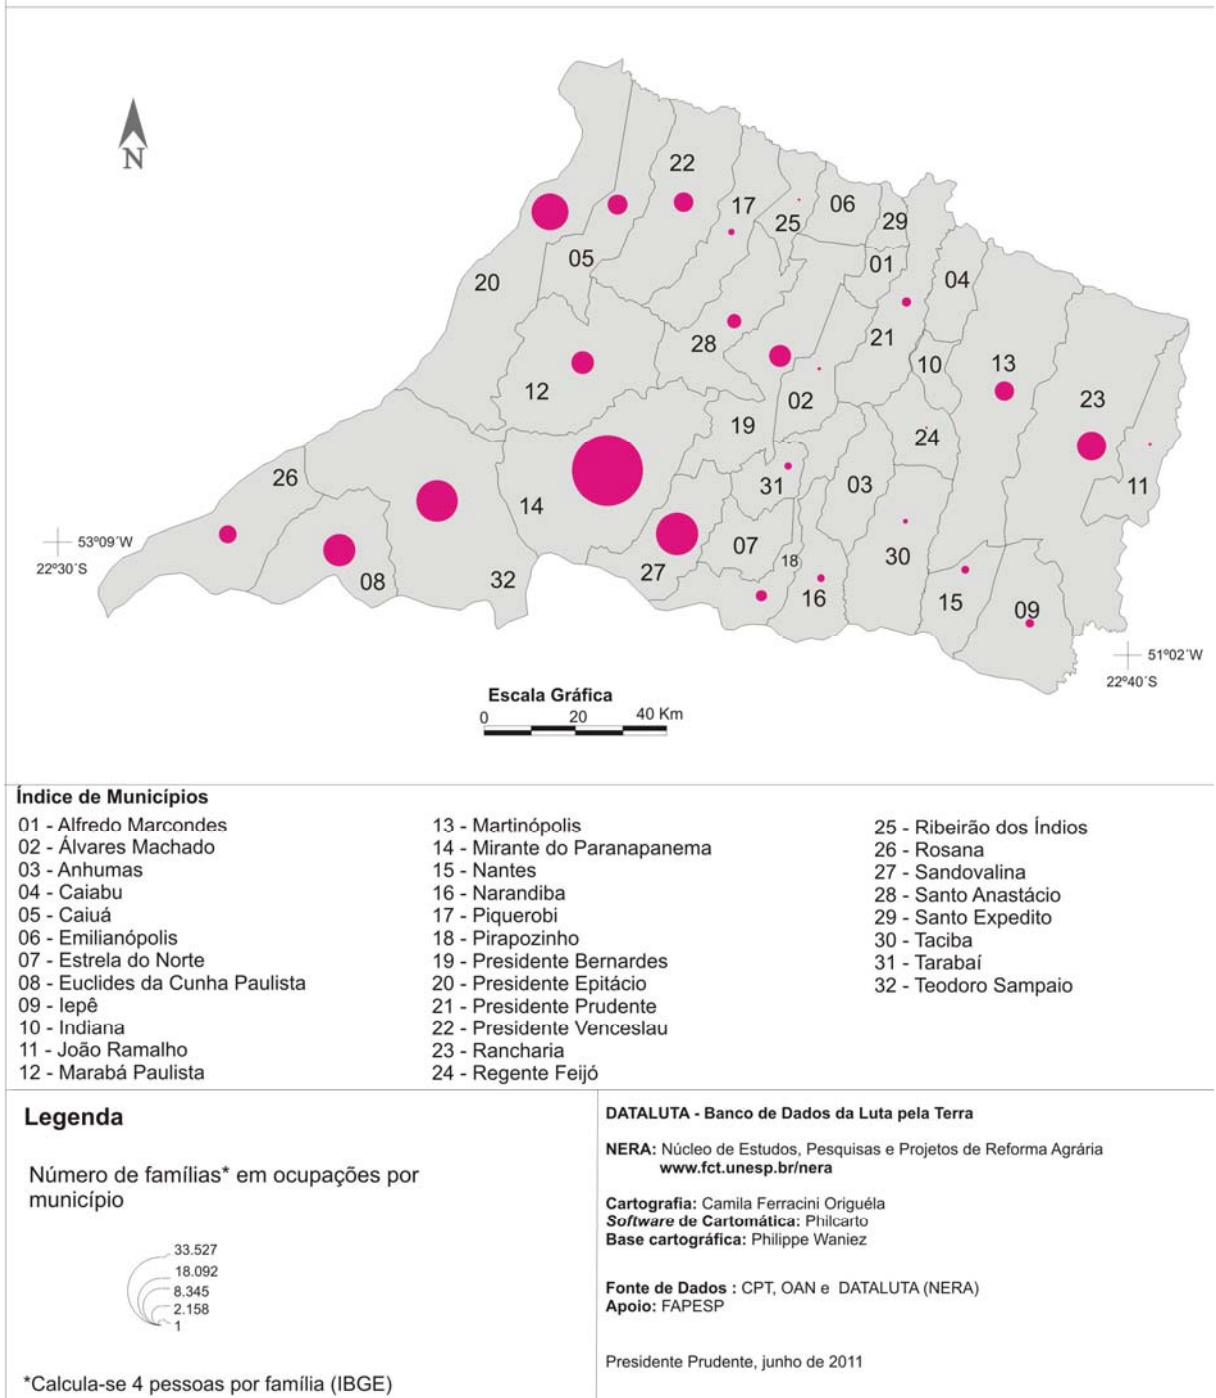 N
22
17
25
06
29
01
04
05
20
28
21
10
13
12
02
23
19
24
26
14
31
03
11
53º09´W
22º30´S
08
32
27
07
18
16
30
15
09
51º02´W
22º40´S
Escala Gráfica
0 20 40 Km
Índice de Municípios
01 - Alfredo Marcondes
02 - Álvares Machado
03 - Anhumas
04 - Caiabu
05 - Caiuá
06 - Emilianópolis
07 - Estrela do Norte
08 - Euclides da Cunha Paulista
09 - Iepê
10 - Indiana
11 - João Ramalho
12 - Marabá Paulista
13 - Martinópolis
14 - Mirante do Paranapanema
15 - Nantes
16 - Narandiba
17 - Piquerobi
18 - Pirapozinho
19 - Presidente Bernardes
20 - Presidente Epitácio
21 - Presidente Prudente
22 - Presidente Venceslau
23 - Rancharia
24 - Regente Feijó
25 - Ribeirão dos Índios
26 - Rosana
27 - Sandovalina
28 - Santo Anastácio
29 - Santo Expedito
30 - Taciba
31 - Tarabaí
32 - Teodoro Sampaio
Legenda
Número de famílias* em ocupações por
município
33.527
18.092
8.345
2.158
1
*Calcula-se 4 pessoas por família (IBGE)
DATALUTA - Banco de Dados da Luta pela Terra
NERA: Núcleo de Estudos, Pesquisas e Projetos de Reforma Agrária
www.fct.unesp.br/nera
Cartografia: Camila Ferracini Origuéla
Software de Cartomática: Philcarto
Base cartográfica: Philippe Waniez
Fonte de Dados : CPT, OAN e DATALUTA (NERA)
Apoio: FAPESP
Presidente Prudente, junho de 2011